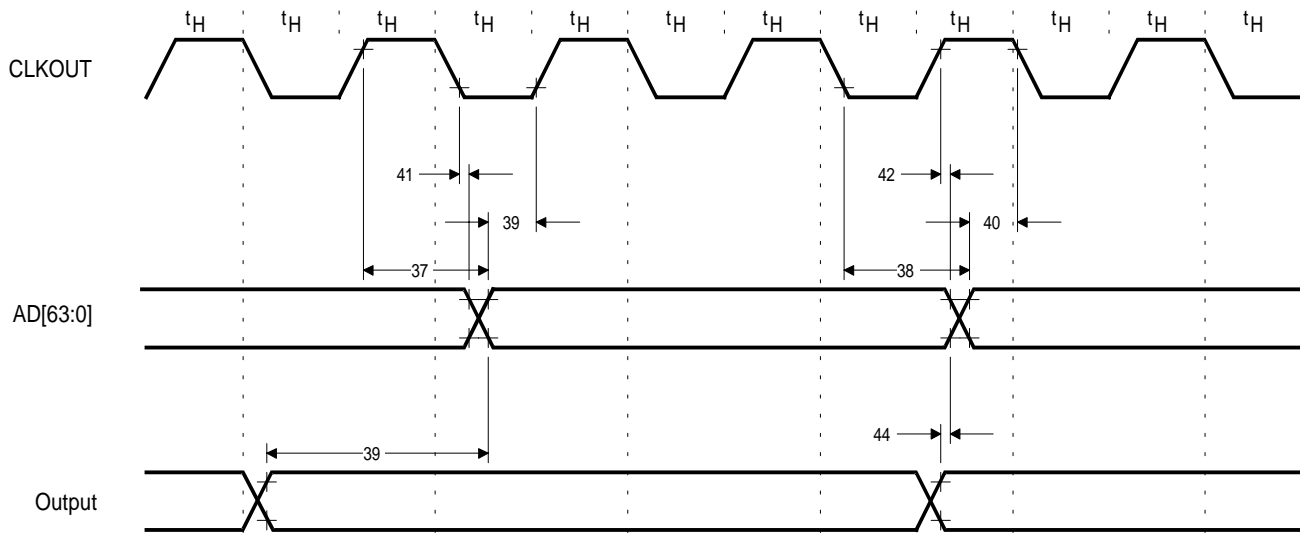 tH tH tH tH tH tH tH tH tH tH tH tH
CLKOUT
41 42
39 40
37 38
AD[63:0]
44
39
Output